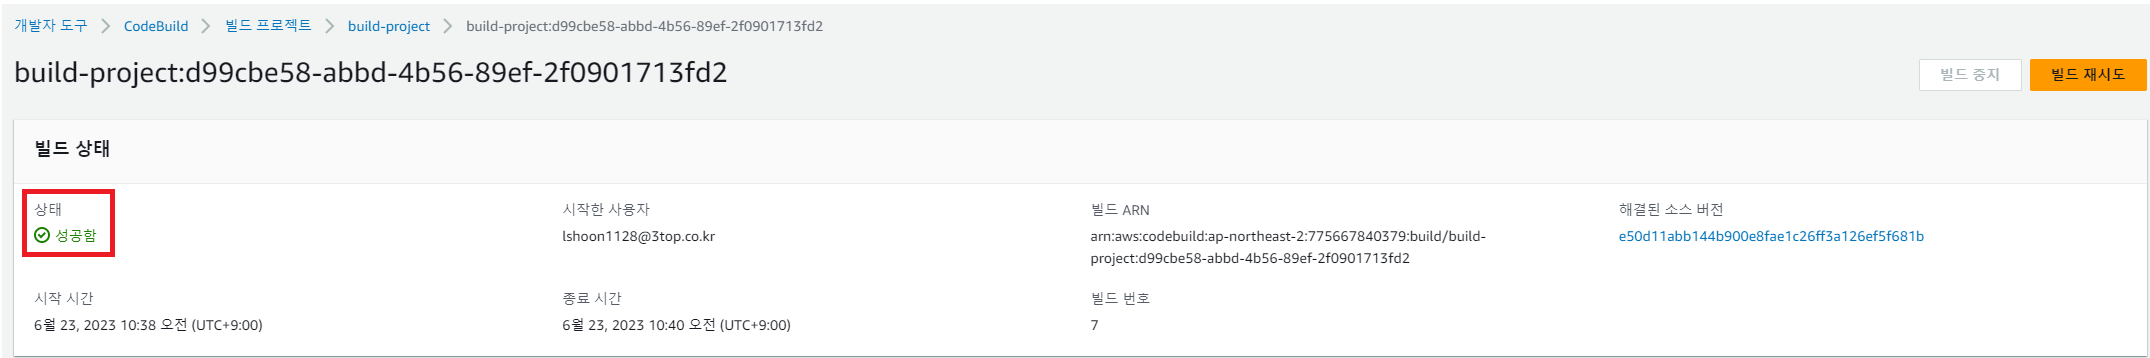 개발자 도구 > CodeBuild > 빌드 프로젝트 > build-project > build-project:d99cbe58-abbd-4b56-89ef-2f0901713fd2
build-project:d99cbe58-abbd-4b56-89ef-2f0901713fd2
빌드 중지
빌드 재시도
빌드 상태
상태
성공함
시작한 사용자
lshoon1128@3top.co.kr
빌드 ARN
arn:aws:codebuild:ap-northeast-2:775667840379:build/build-
project:d99cbe58-abbd-4b56-89ef-2f0901713fd2
해결된 소스 버전
e50d11abb144b900e8fae1c26ff3a126ef5f681b
시작 시간
6월 23, 2023 10:38 오전 (UTC+9:00)
종료 시간
6월 23, 2023 10:40 오전 (UTC+9:00)
빌드 번호
7